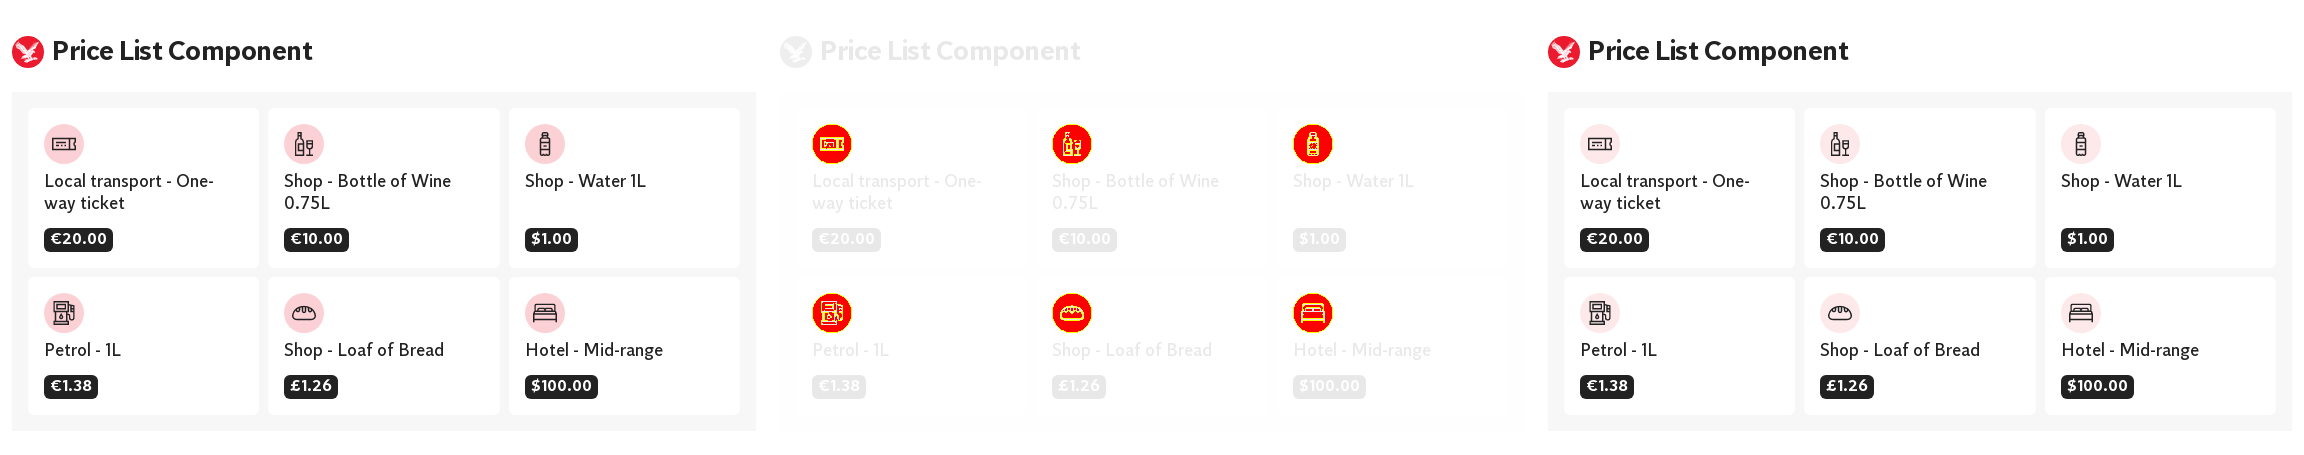 Price List Component
Local transport - One-
way ticket
€20.00
Shop - Bottle of Wine
0.75L
€10.00
Shop - Water 1L
$1.00
Petrol - 1L
€1.38
Shop - Loaf of Bread
£1.26
Hotel - Mid-range
$100.00
Price List Component
Local transport - One-
way ticket
€20.00
Shop - Bottle of Wine
0.75L
€10.00
Shop - Water 1L
$1.00
Petrol - 1L
€1.38
Shop - Loaf of Bread
£1.26
Hotel - Mid-range
$100.00
Price List Component
Local transport - One-
way ticket
€20.00
Shop - Bottle of Wine
0.75L
€10.00
Shop - Water 1L
$1.00
Petrol - 1L
€1.38
Shop - Loaf of Bread
£1.26
Hotel - Mid-range
$100.00